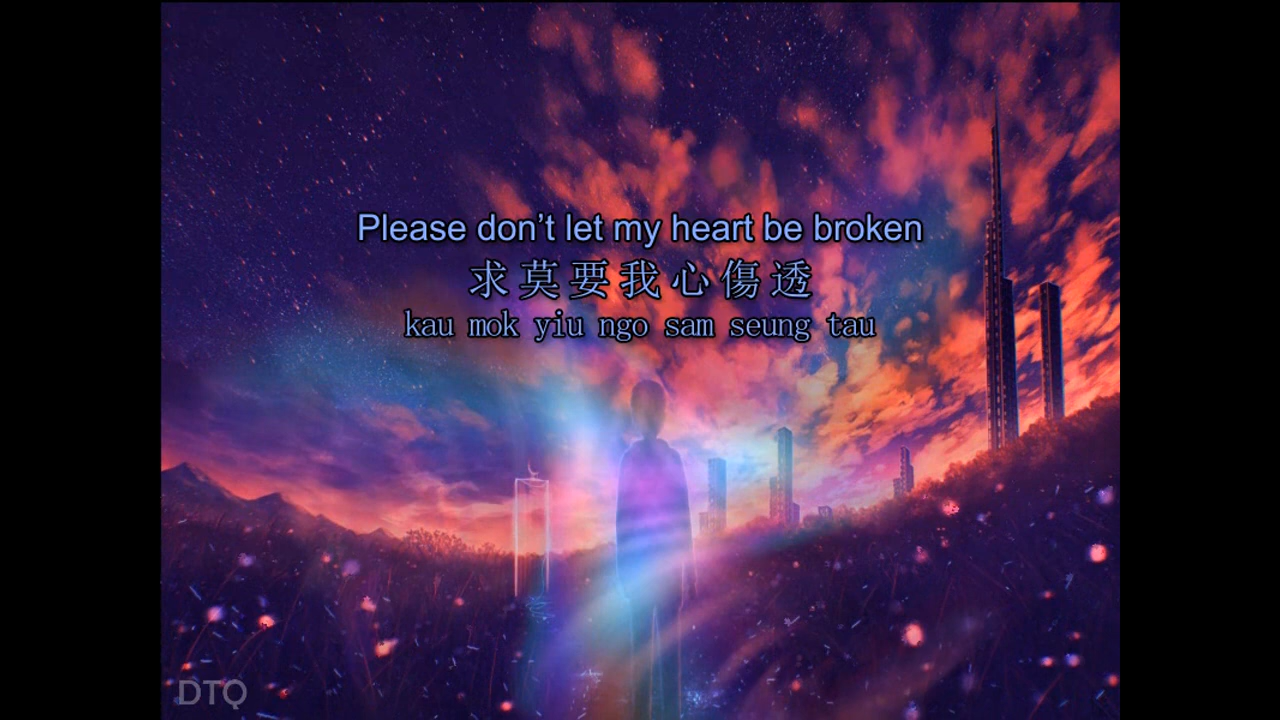 Please don’t let my heart be broken
求莫要我心傷透
kau mok yiu ngo sam seung tau
DTQ